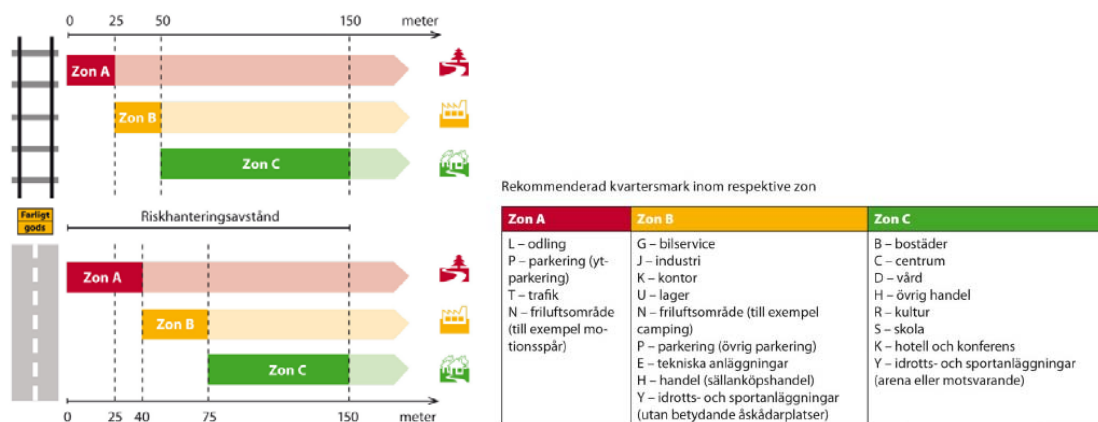 0 25 50 150 meter
Zon A
Zon B
Zon C
Farligt
gods
Riskhanteringsavstånd
Zon A
Zon B
Zon C
0 25 40 75 150 meter
Rekommenderad kvartersmark inom respektive zon
Zon A
L – odling
P – parkering (yt-
parkering)
T – trafik
N – friluftsområde
(till exempel mo-
tionsspår)
Zon B
G – bilservice
J – industri
K – kontor
U – lager
N – friluftsområde (till exempel
camping)
P – parkering (övrig parkering)
E – tekniska anläggningar
H – handel (sällanköpshandel)
Y – idrotts- och sportanläggningar
(utan betydande åskådarplatser)
Zon C
B – bostäder
C – centrum
D – vård
H – övrig handel
R – kultur
S – skola
K – hotell och konferens
Y – idrotts- och sportanläggningar
(arena eller motsvarande)